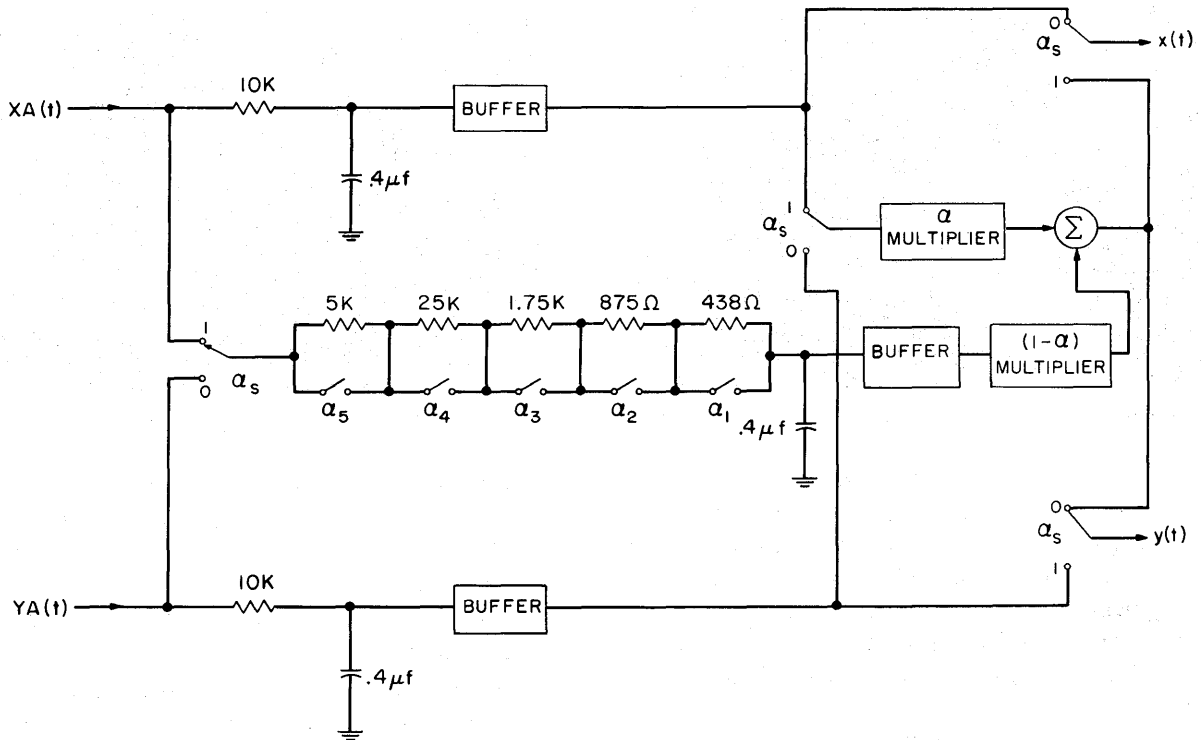 0
αs
x(t)
1
10K
XA(t)
BUFFER
.4μf
1
αs
0
α
MULTIPLIER
Σ
5K
25K
1.75K
875Ω
438Ω
1
αs
0
α5
α4
α3
α2
α1
BUFFER
(1-α)
MULTIPLIER
.4μf
0
αs
y(t)
1
10K
YA(t)
BUFFER
.4μf